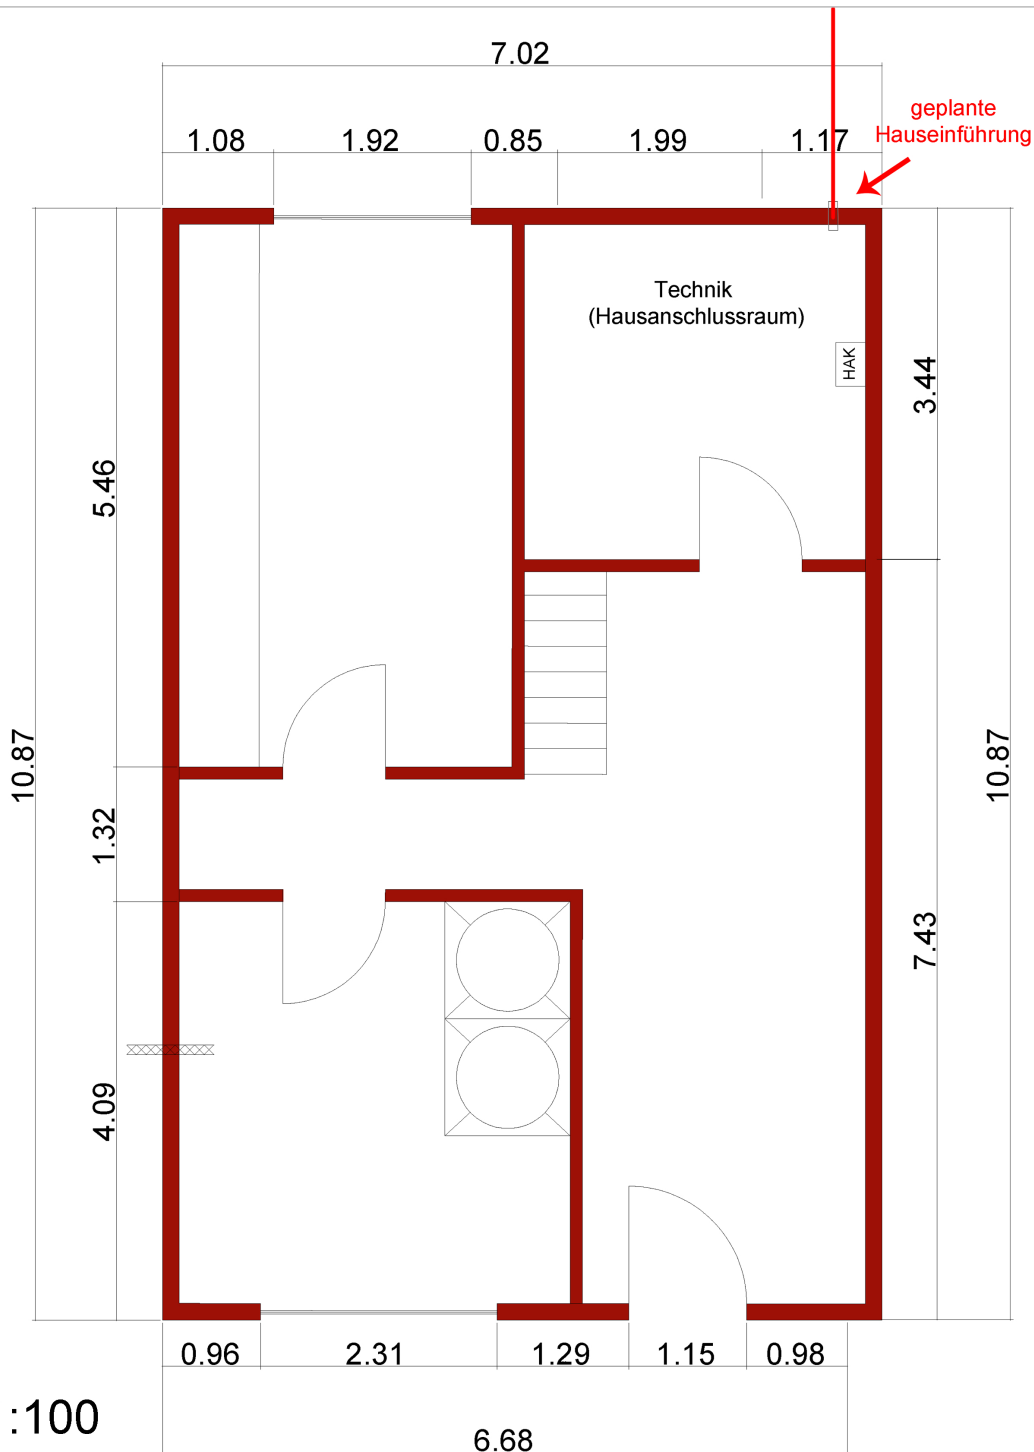 7.02
geplante
Hauseinführung
1.08 1.92 0.85 1.99 1.17
Technik
(Hausanschlussraum)
HAK
3.44
5.46
10.87
10.87
1.32
7.43
4.09
0.96 2.31 1.29 1.15 0.98
:100
6.68